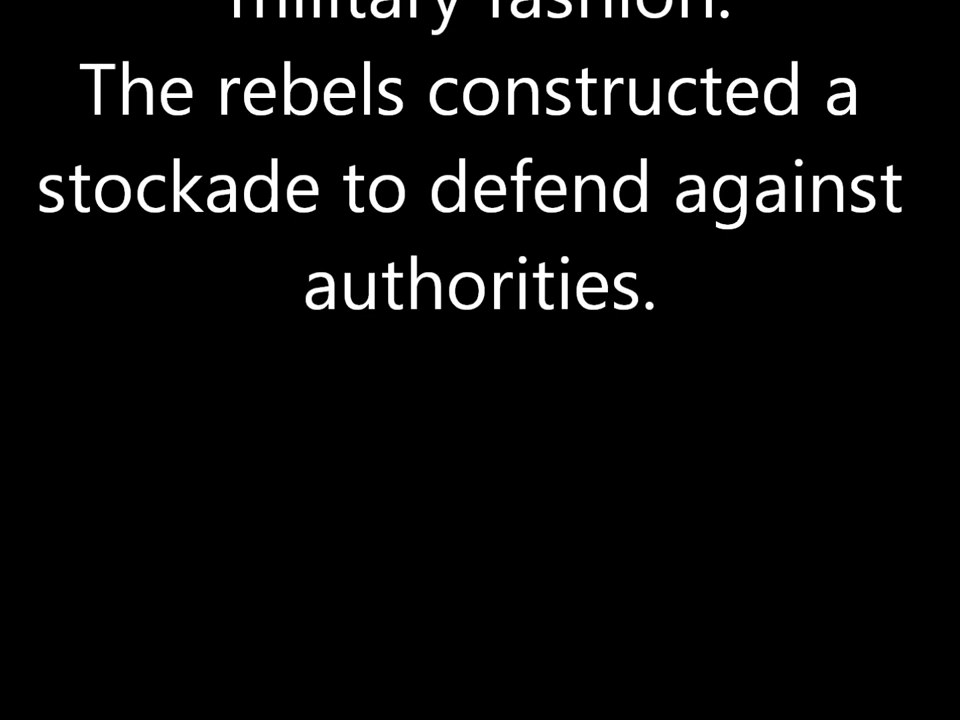 military fashion.
The rebels constructed a
stockade to defend against
authorities.